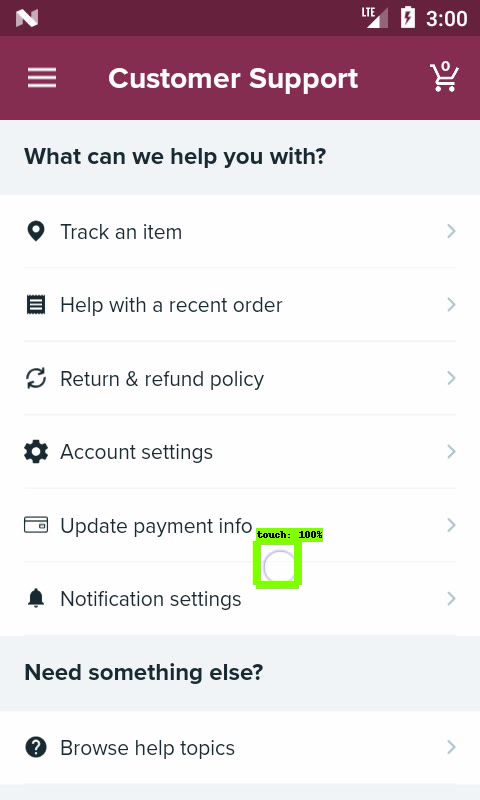 LTE 3:00
Customer Support
0
What can we help you with?
Track an item
Help with a recent order
Return & refund policy
Account settings
Update payment info
touch: 100%
Notification settings
Need something else?
Browse help topics